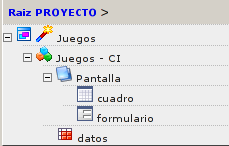 Raiz PROYECTO >
Juegos
Juegos - CI
Pantalla
cuadro
formulario
datos